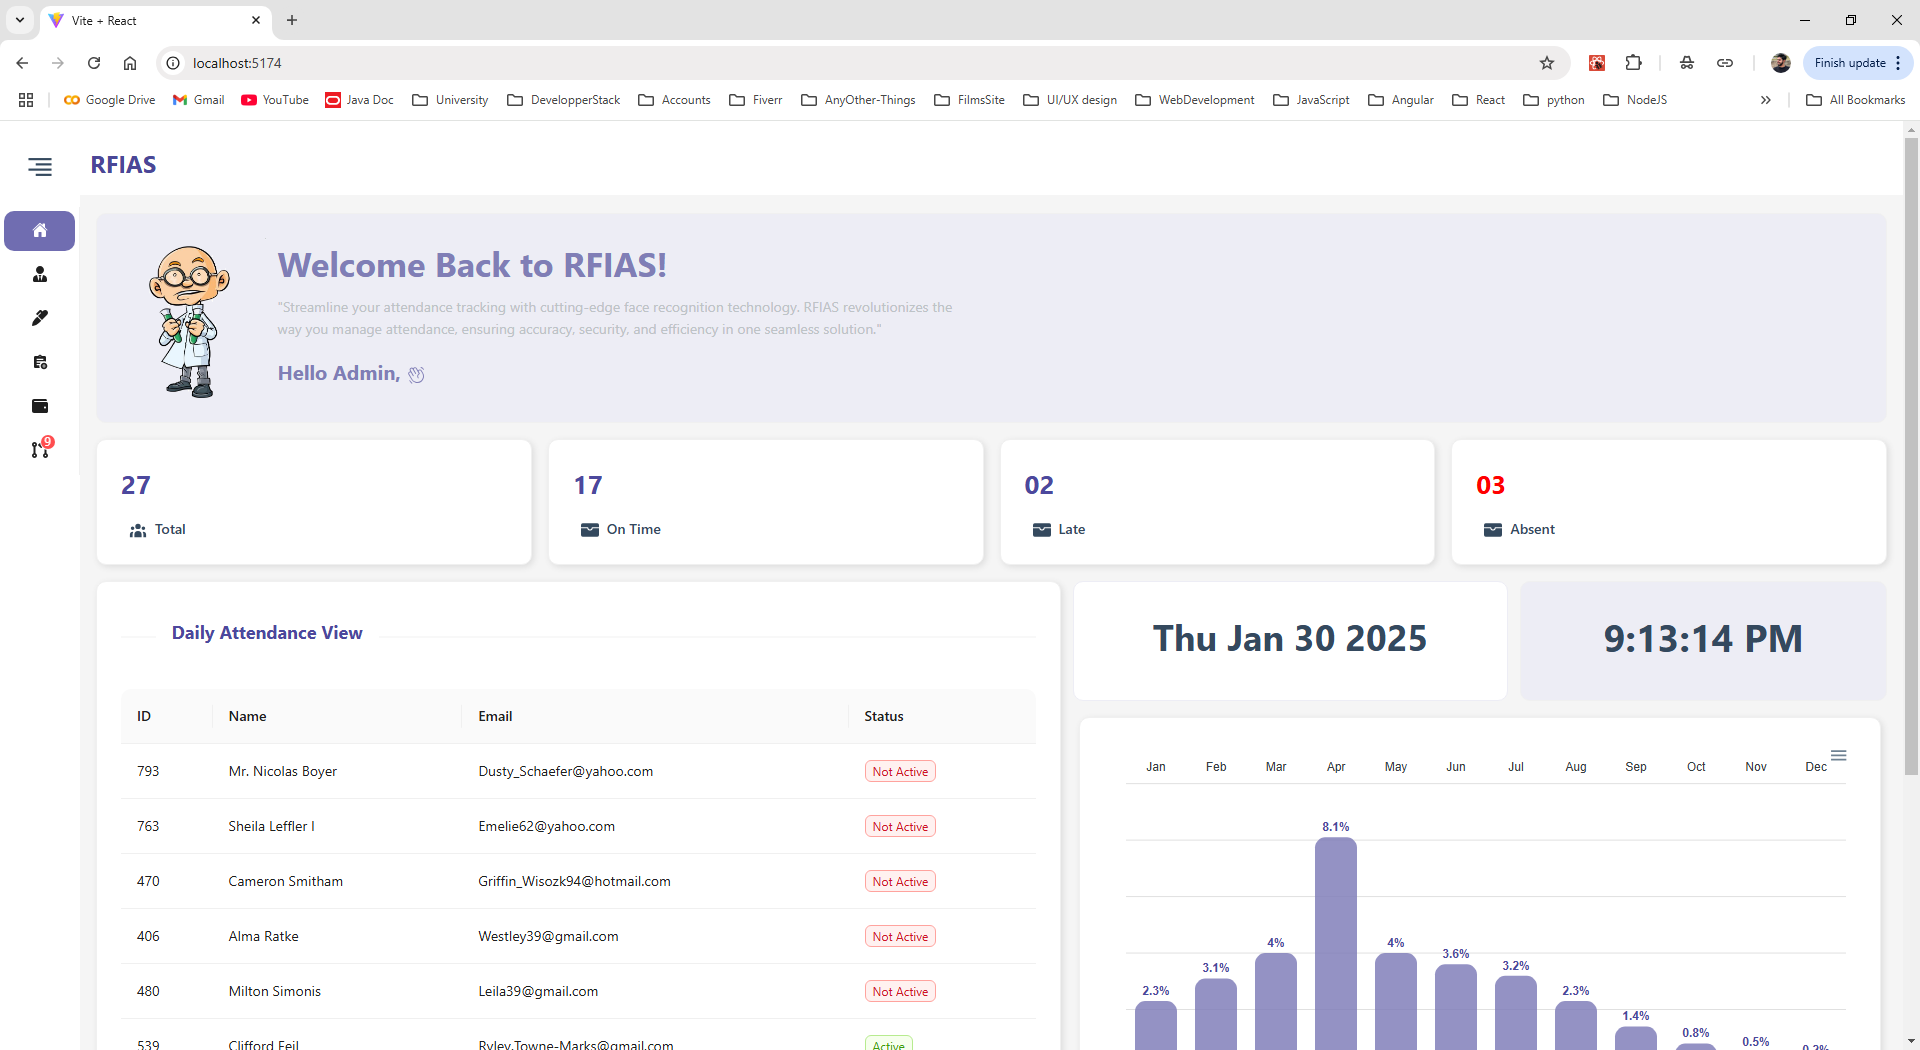 Vite + React
localhost:5174
Finish update
Google Drive
Gmail
YouTube
Java Doc
University
DevelopperStack
Accounts
Fiverr
AnyOther-Things
FilmsSite
UI/UX design
WebDevelopment
JavaScript
Angular
React
python
NodeJS
All Bookmarks
RFIAS
Welcome Back to RFIAS!
"Streamline your attendance tracking with cutting-edge face recognition technology. RFIAS revolutionizes the
way you manage attendance, ensuring accuracy, security, and efficiency in one seamless solution."
Hello Admin,
9
27
Total
17
On Time
02
Late
03
Absent
Daily Attendance View
ID Name Email Status
793 Mr. Nicolas Boyer Dusty_Schaefer@yahoo.com Not Active
763 Sheila Leffler I Emelie62@yahoo.com Not Active
470 Cameron Smitham Griffin_Wisozk94@hotmail.com Not Active
406 Alma Ratke Westley39@gmail.com Not Active
480 Milton Simonis Leila39@gmail.com Not Active
539 Clifford Feil Ryley.Towne-Marks@gmail.com Active
Thu Jan 30 2025
9:13:14 PM
Jan Feb Mar Apr May Jun Jul Aug Sep Oct Nov Dec
2.3% 3.1% 4% 8.1% 4% 3.6% 3.2% 2.3% 1.4% 0.8% 0.5% 0.2%